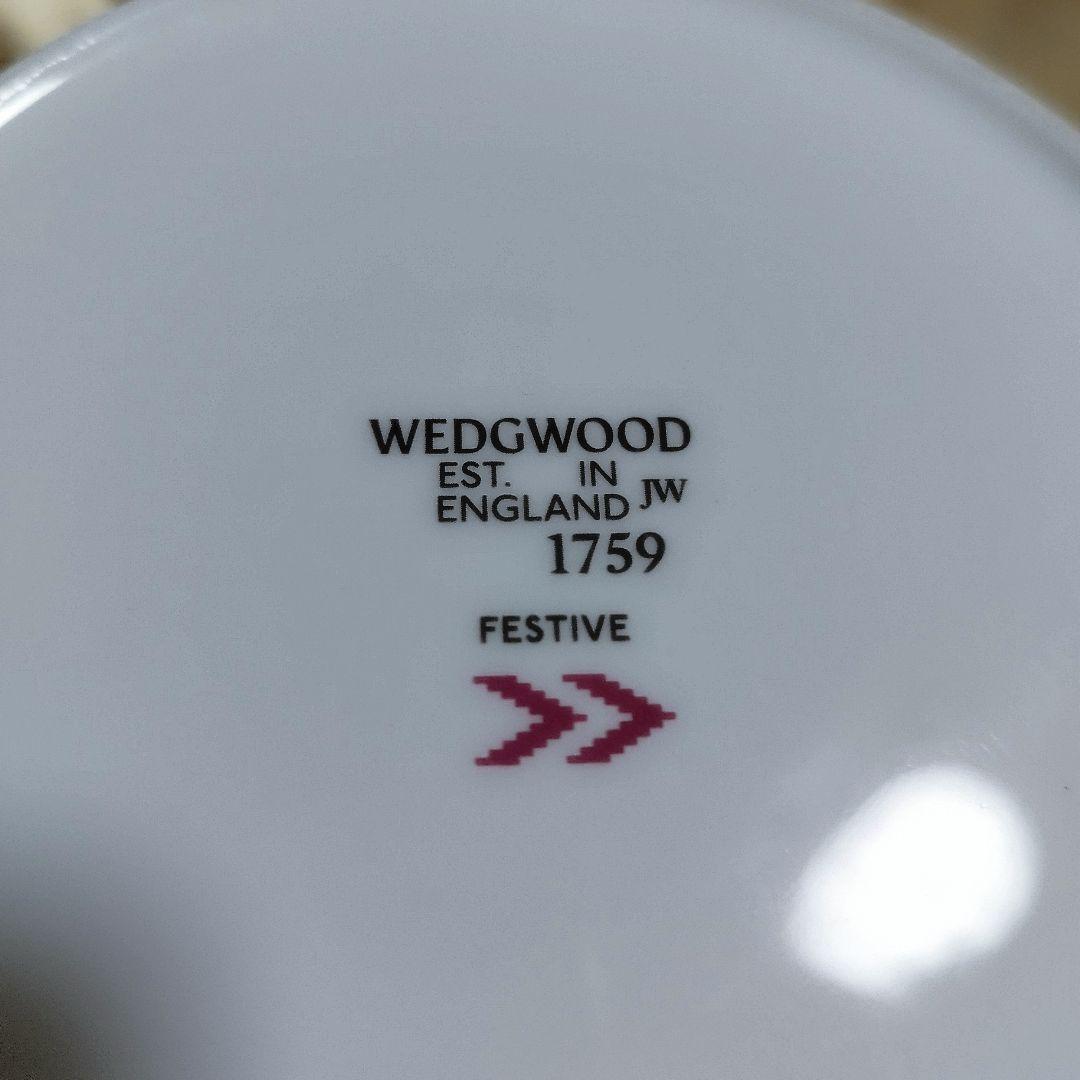 WEDGWOOD
EST. IN
ENGLAND JW
1759
FESTIVE